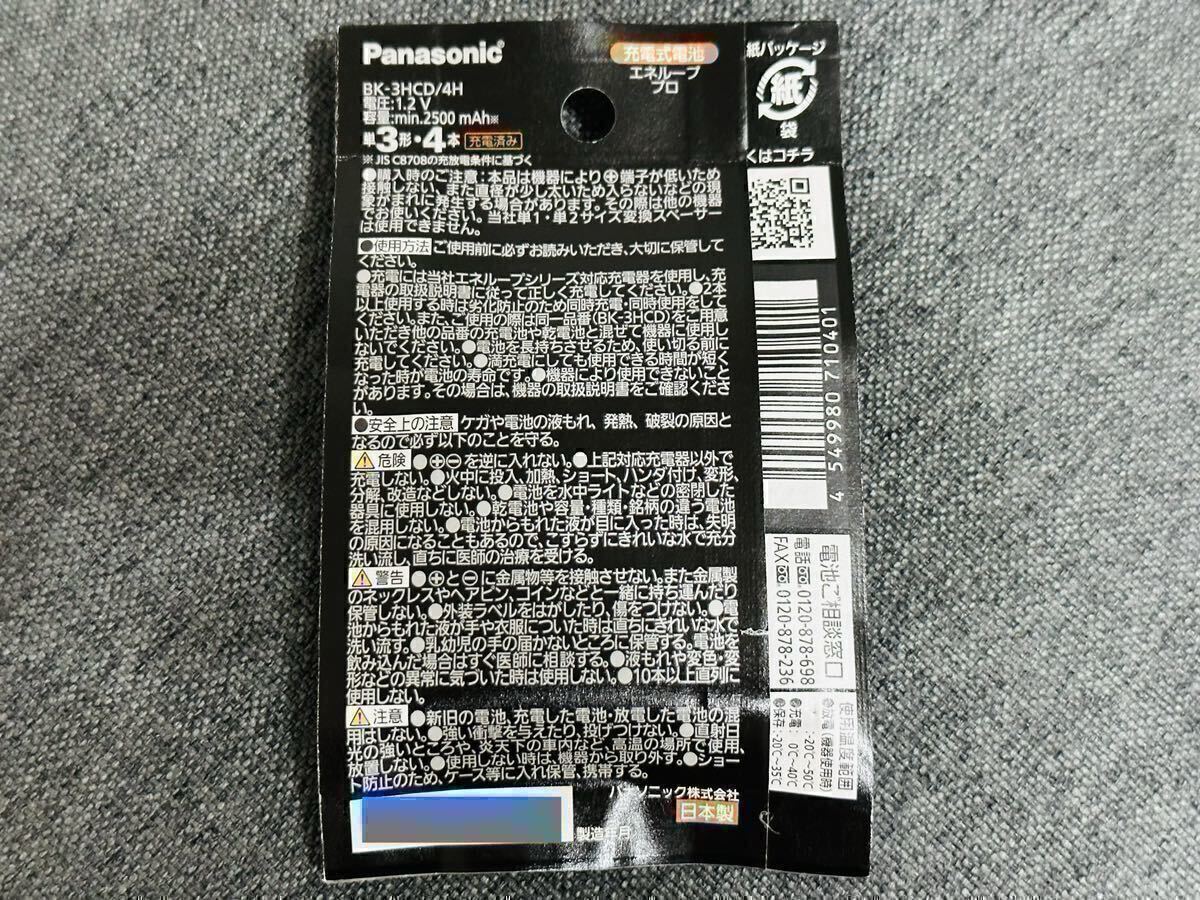 Panasonic
充電式電池
エネループ
プロ
BK-3HCD/4H
電圧:1.2 V
容量:min.2500 mAh※
単3形・4本 充電済み
※JIS C8708の充放電条件に基づく
●購入時のご注意:本品は機器により⊕端子が低いため
接触しない、また直径が少し太いため入らないなどの現
象がまれに発生する場合があります。その際は他の機器
でお使いください。当社単1・単2サイズ変換スペーサー
は使用できません。
●使用方法 ご使用前に必ずお読みいただき、大切に保管して
ください。
●充電には当社エネループシリーズ対応充電器を使用し、充
電器の取扱説明書に従って正しく充電してください。●2本
以上使用する時は劣化防止のため同時充電・同時使用をして
ください。また、ご使用の際は同一品番(BK-3HCD)をご用意
いただき他の品番の充電池や乾電池と混ぜて機器に使用し
ないでください。●電池を長持ちさせるため、使い切る前に
充電してください。●満充電にしても使用できる時間が短く
なった時が電池の寿命です。●機器により使用できないこと
があります。その場合は、機器の取扱説明書をご確認くださ
い。
●安全上の注意 ケガや電池の液もれ、発熱、破裂の原因と
なるので必ず以下のことを守る。
⚠危険 ●⊕⊖を逆に入れない。●上記対応充電器以外で
充電しない。●火中に投入、加熱、ショート、ハンダ付け、変形、
分解、改造などしない。●電池を水中ライトなどの密閉した
器具に使用しない。●乾電池や容量・種類・銘柄の違う電池
を混用しない。●電池からもれた液が目に入った時は、失明
の原因になることもあるので、こすらずにきれいな水で充分
洗い流し、直ちに医師の治療を受ける。
⚠警告 ●⊕と⊖に金属物等を接触させない。また金属製
のネックレスやヘアピン、コインなどと一緒に持ち運んだり
保管しない。●外装ラベルをはがしたり、傷をつけない。●電
池からもれた液が手や衣服についた時は直ちにきれいな水で
洗い流す。●乳幼児の手の届かないところに保管する。電池を
飲み込んだ場合はすぐ医師に相談する。●液もれや変色・変
形などの異常に気づいた時は使用しない。●10本以上直列に
使用しない。
⚠注意 ●新旧の電池、充電した電池・放電した電池の混
用はしない。●強い衝撃を与えたり、投げつけない。●直射日
光の強いところや、炎天下の車内など、高温の場所で使用、
放置しない。●使用しない時は、機器から取り外す。●ショー
ト防止のため、ケース等に入れ保管、携帯する。
パナソニック株式会社
日本製
製造年月
紙パッケージ
紙
袋
くはコチラ
4 549980 710401
電池ご相談窓口
電話 0120-878-698
FAX 0120-878-236
使用温度範囲
(機器使用時)
:-20℃~50℃
●充電: 0℃~40℃
●保存:-20℃~35℃